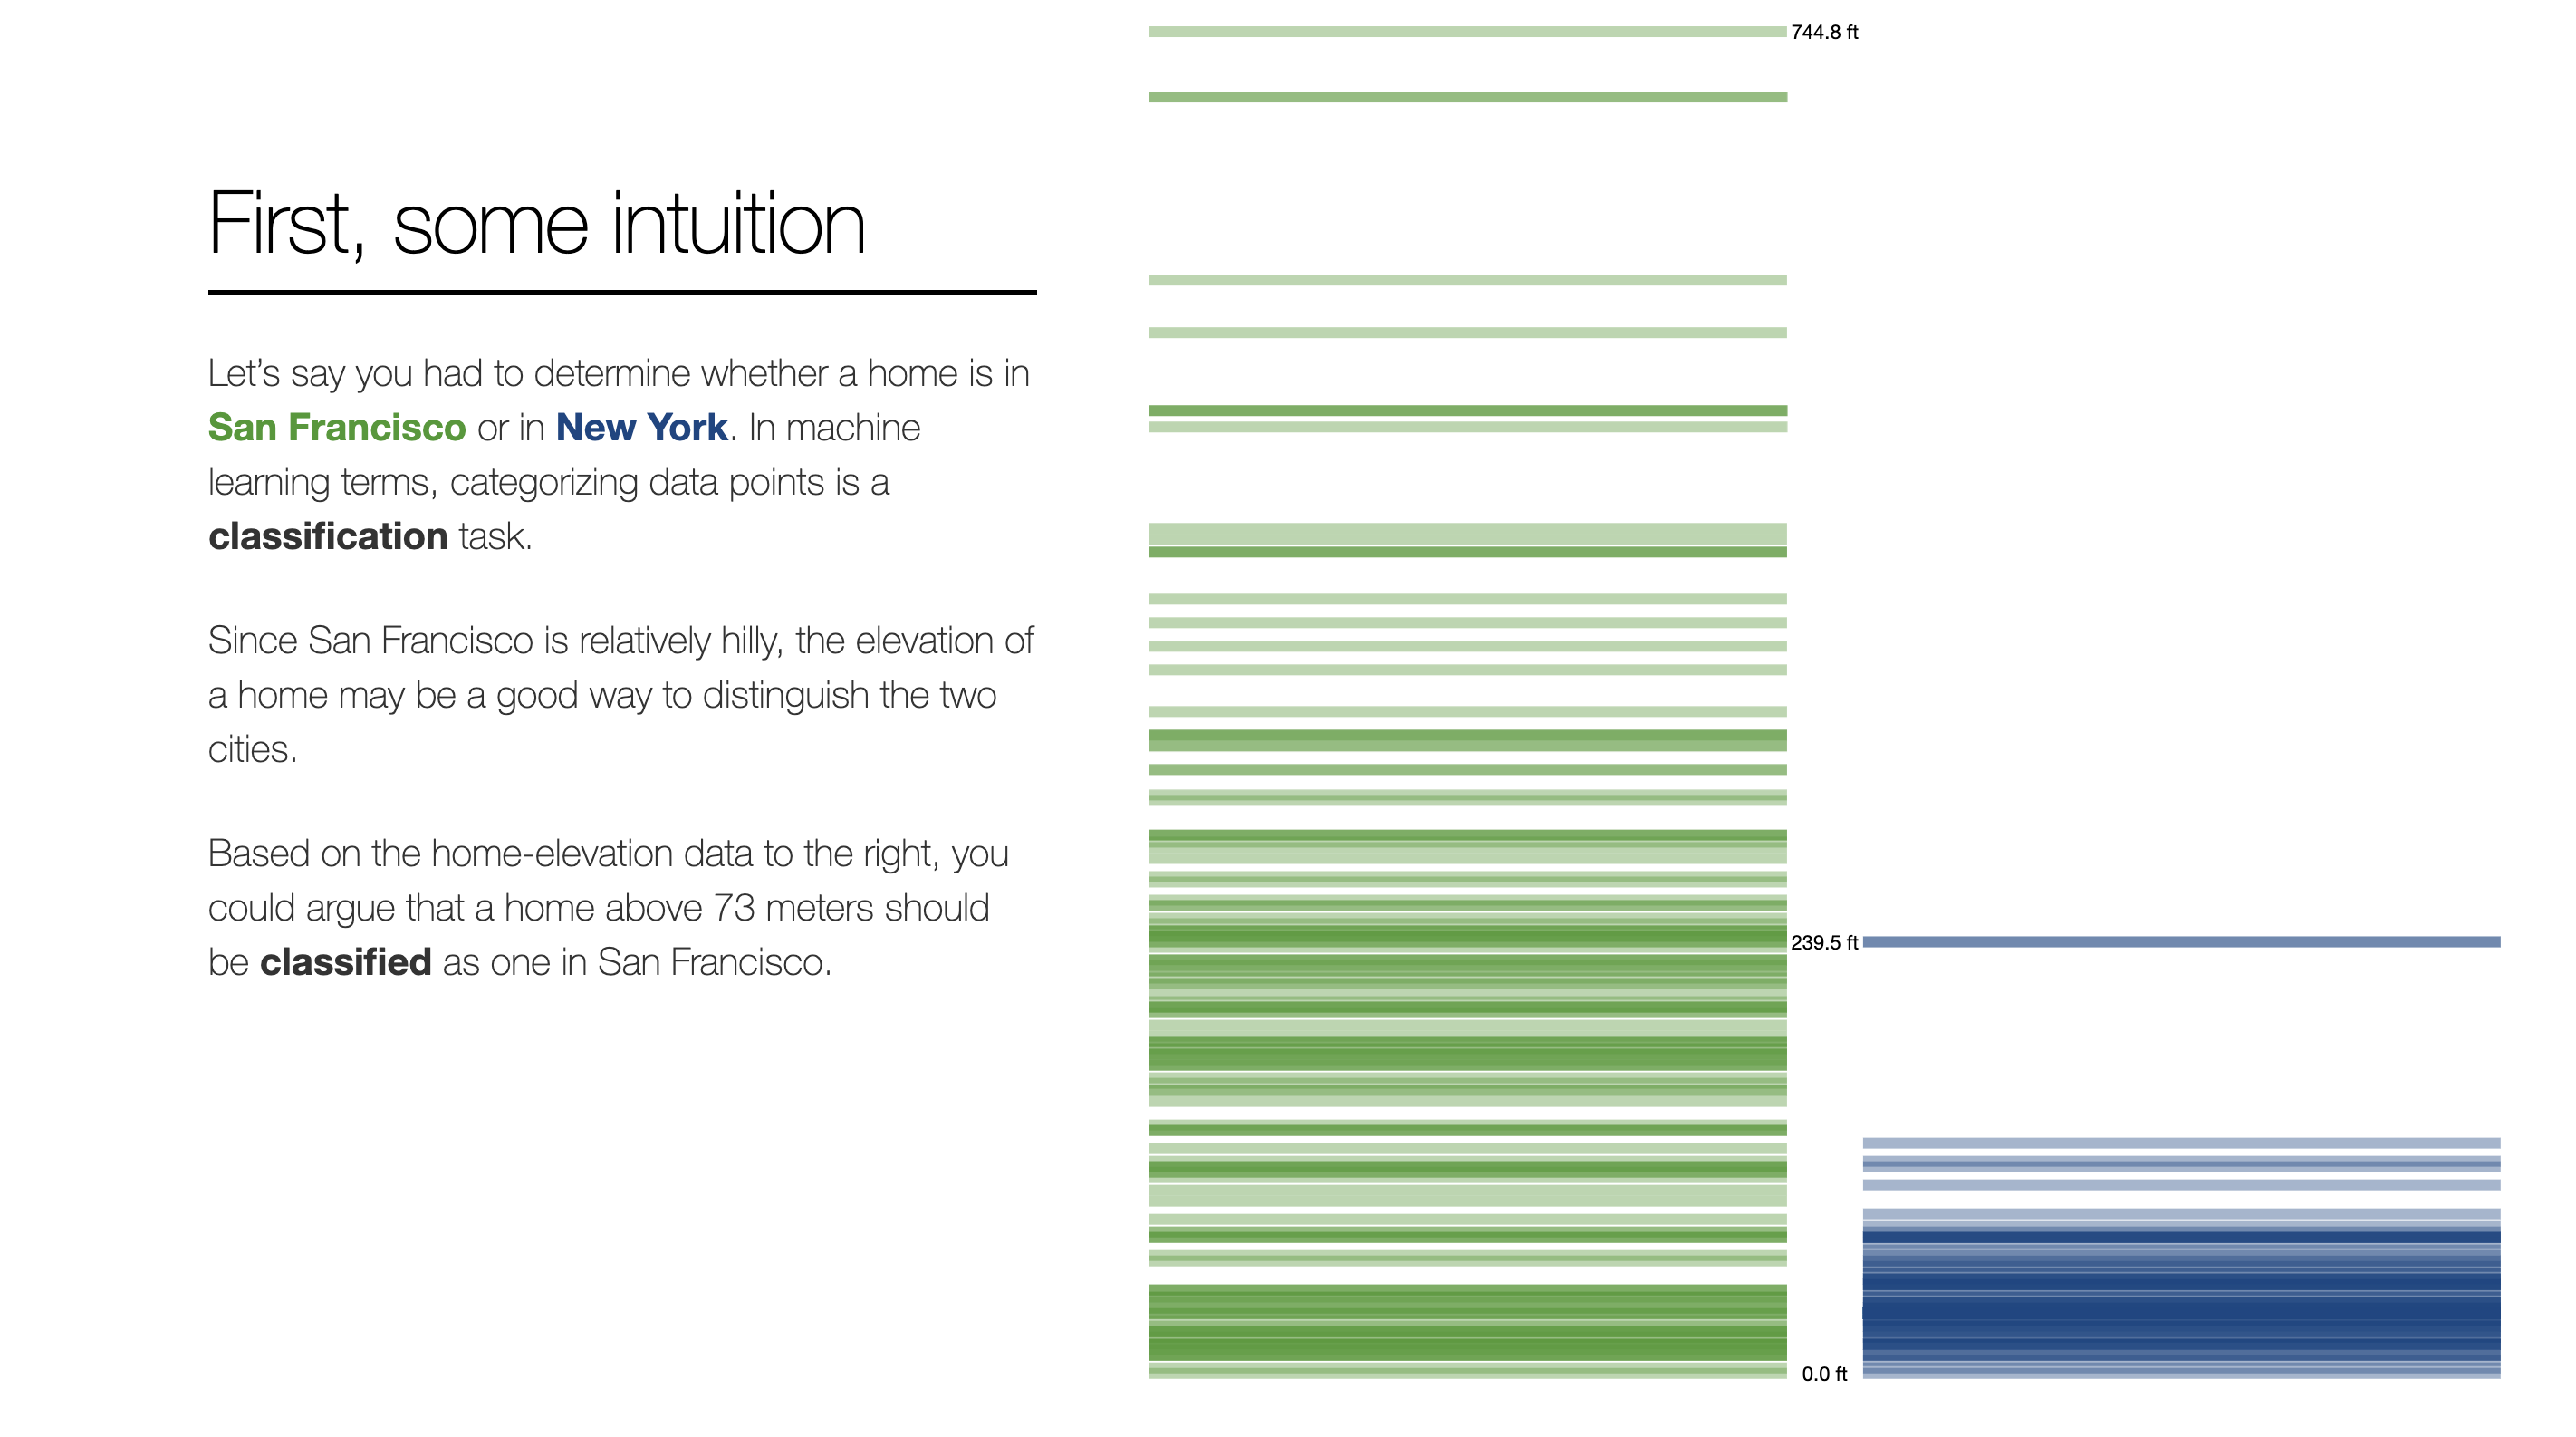 First, some intuition
Let’s say you had to determine whether a home is in
San Francisco or in New York. In machine
learning terms, categorizing data points is a
classification task.
Since San Francisco is relatively hilly, the elevation of
a home may be a good way to distinguish the two
cities.
Based on the home-elevation data to the right, you
could argue that a home above 73 meters should
be classified as one in San Francisco.
744.8 ft
239.5 ft
0.0 ft